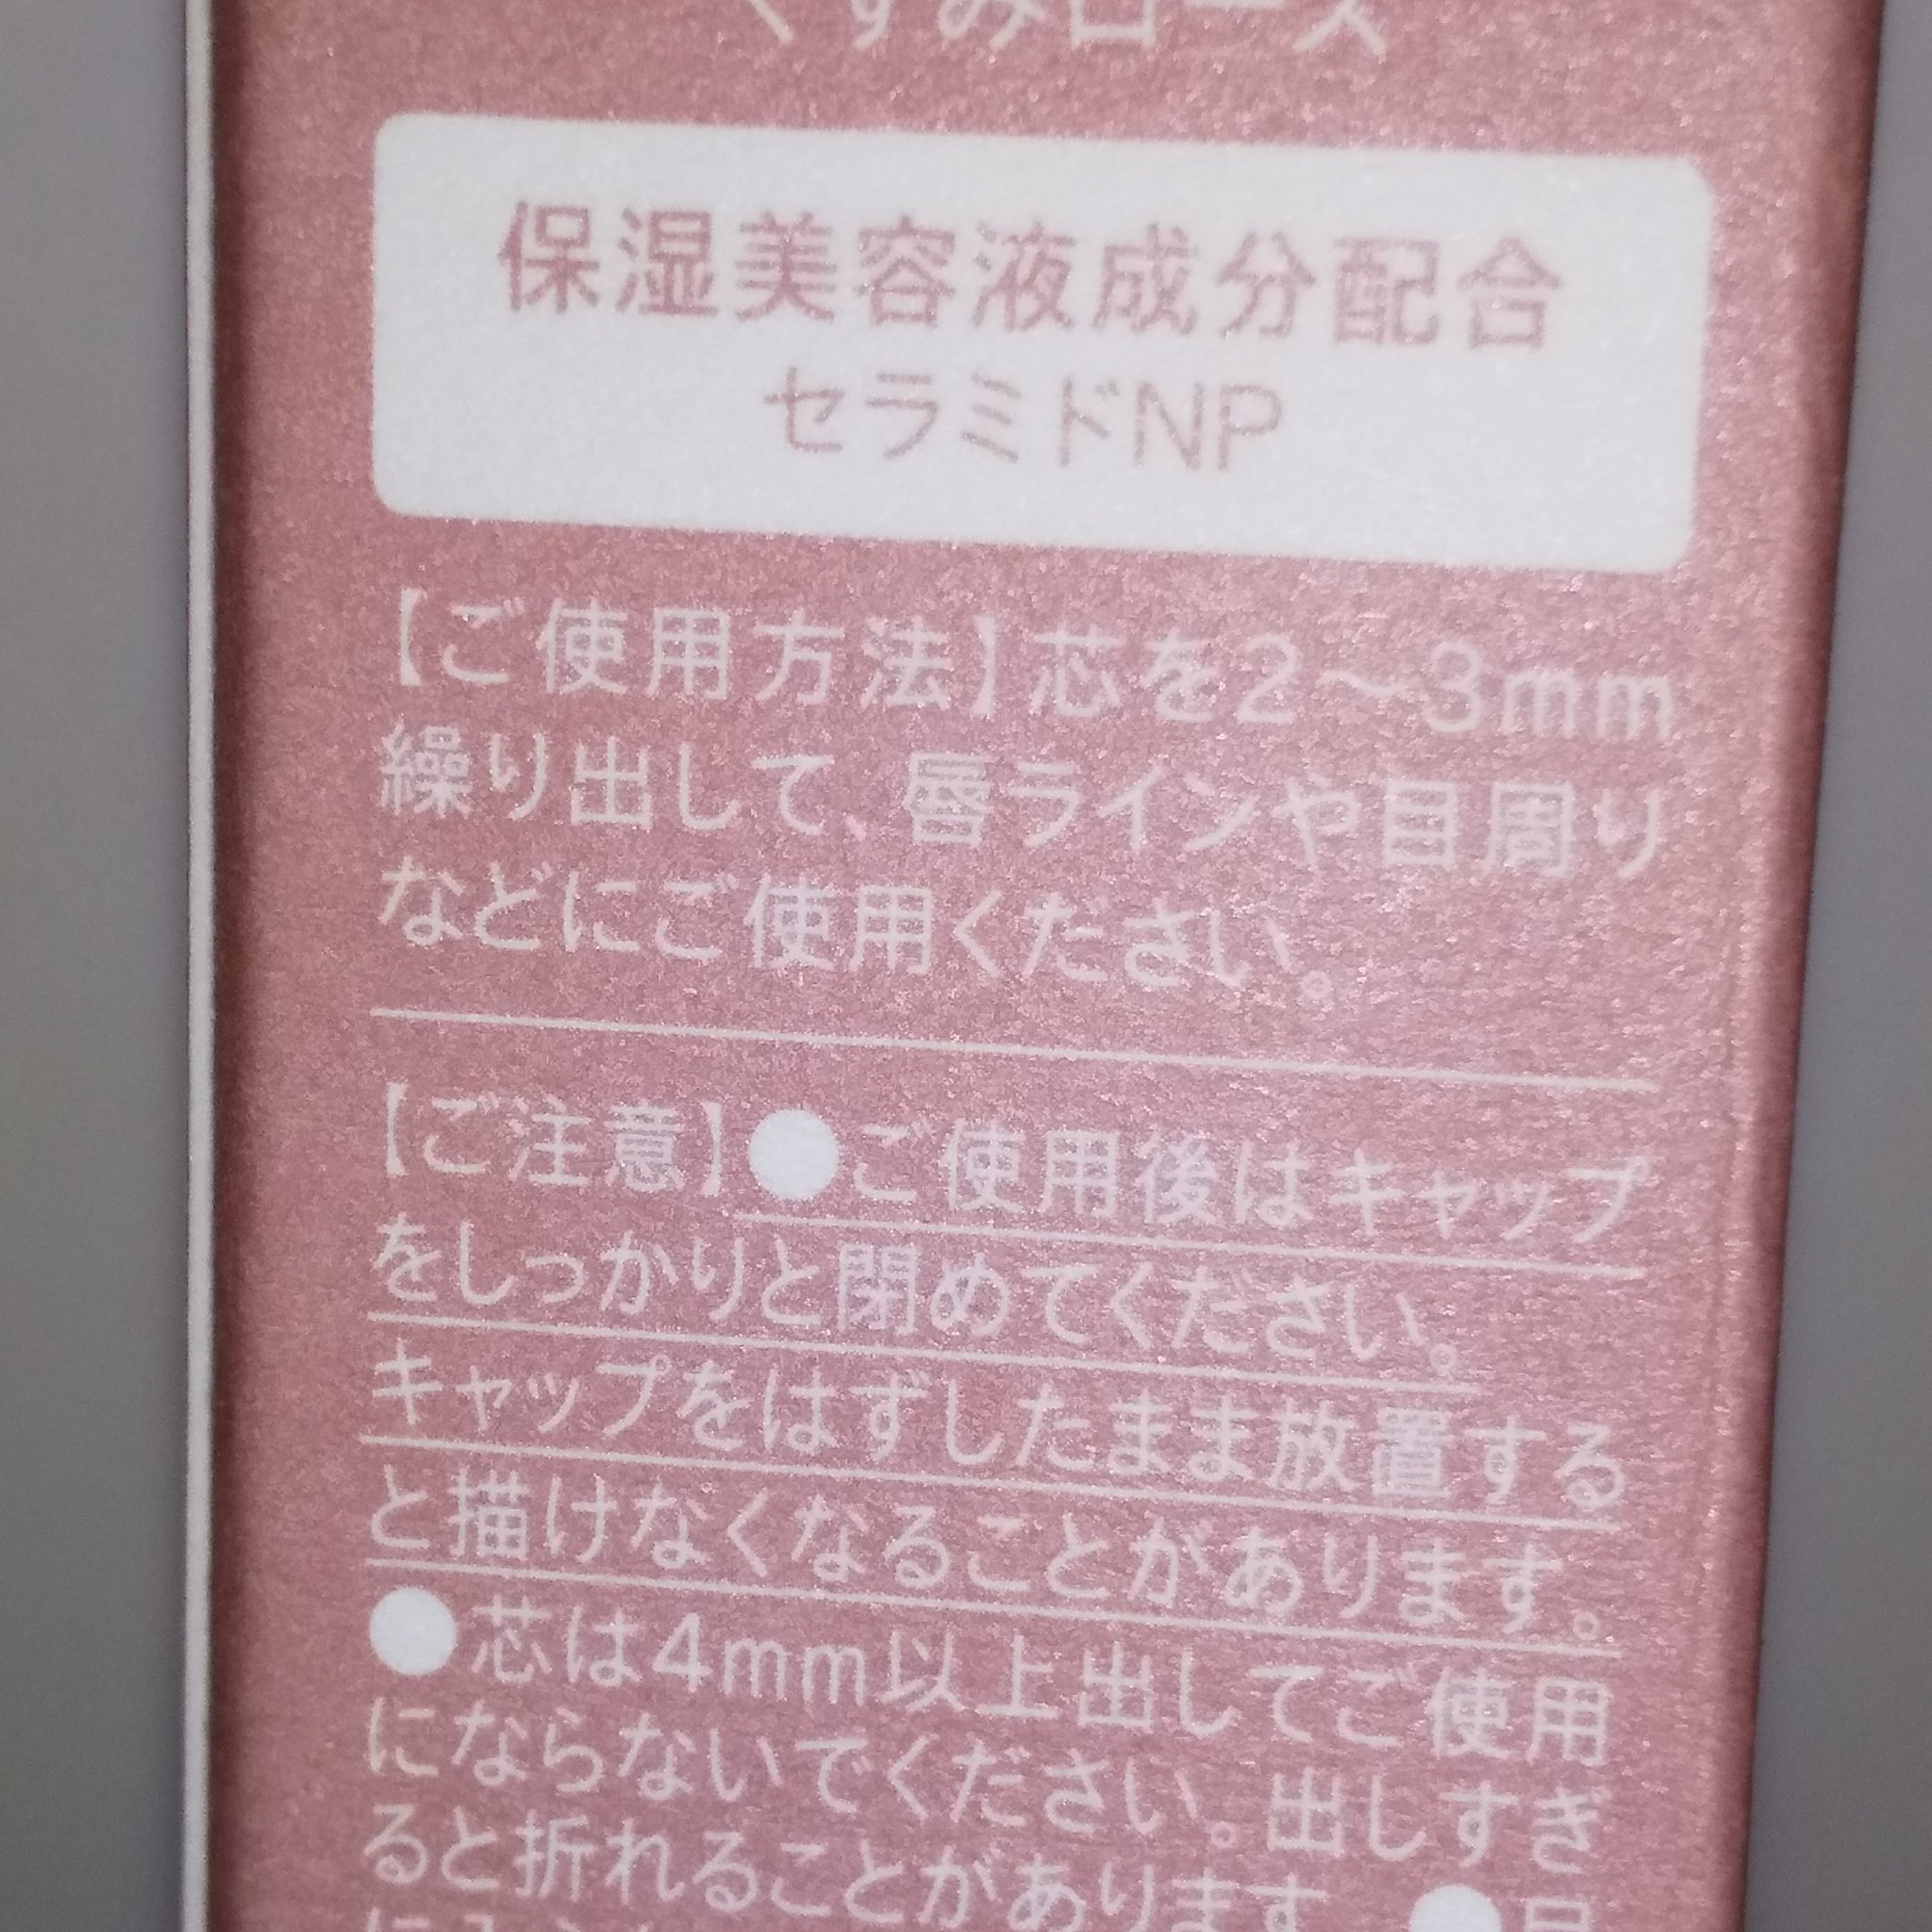 くすみローズ
保湿美容液成分配合
セラミドNP
【ご使用方法】芯を2～3mm
繰り出して、唇ラインや目周り
などにご使用ください。
【ご注意】●ご使用後はキャップ
をしっかりと閉めてください。
キャップをはずしたまま放置する
と描けなくなることがあります。
●芯は4mm以上出してご使用
にならないでください。出しすぎ
ると折れることがあります